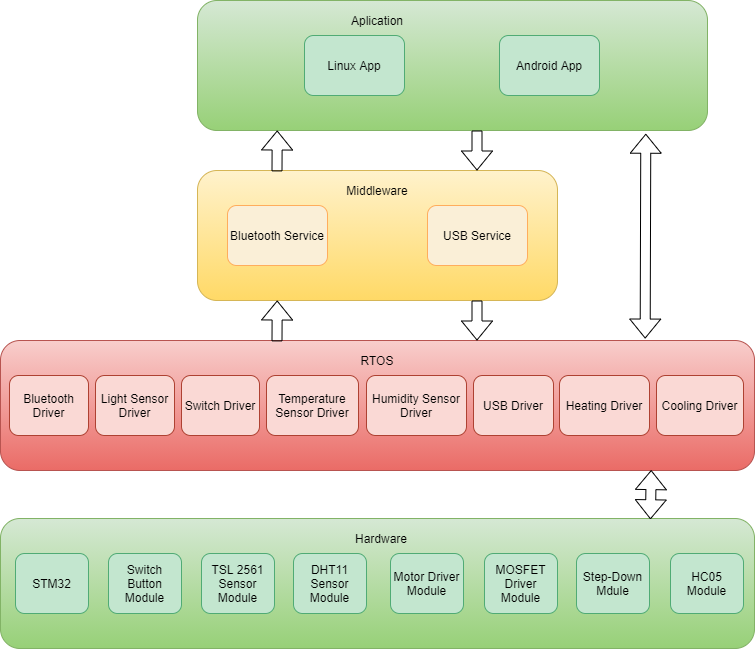 Aplication
Linux App
Android App
Middleware
Bluetooth Service
USB Service
RTOS
Bluetooth
Driver
Light Sensor
Driver
Switch Driver
Temperature
Sensor Driver
Humidity Sensor
Driver
USB Driver
Heating Driver
Cooling Driver
Hardware
STM32
Switch
Button
Module
TSL 2561
Sensor
Module
DHT11
Sensor
Module
Motor Driver
Module
MOSFET
Driver
Module
Step-Down
Mdule
HC05
Module